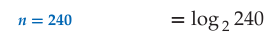 n = 240
= log₂ 240